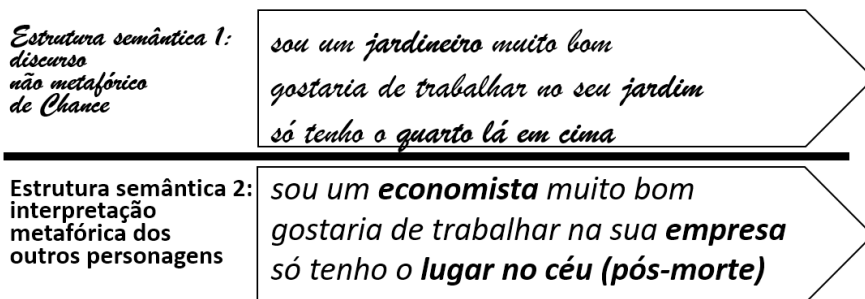 Estrutura semântica 1:
discurso
não metafórico
de Chance
sou um jardineiro muito bom
gostaria de trabalhar no seu jardim
só tenho o quarto lá em cima
Estrutura semântica 2:
interpretação
metafórica dos
outros personagens
sou um economista muito bom
gostaria de trabalhar na sua empresa
só tenho o lugar no céu (pós-morte)